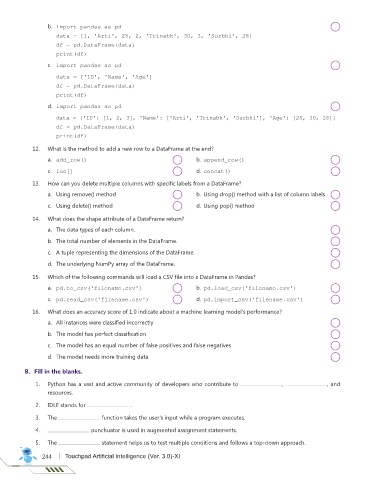 b. import pandas as pd
data = [1, 'Arti', 25, 2, 'Trinabh', 30, 3, 'Surbhi', 28]
df = pd.DataFrame(data)
print(df)
c. import pandas as pd
data = ['ID', 'Name', 'Age']
df = pd.DataFrame(data)
print(df)
d. import pandas as pd
data = {'ID': [1, 2, 3], 'Name': ['Arti', 'Trinabh', 'Surbhi'], 'Age': [25, 30, 28]}
df = pd.DataFrame(data)
print(df)
12. What is the method to add a new row to a DataFrame at the end?
a. add_row() b. append_row()
c. loc[] d. concat()
13. How can you delete multiple columns with specific labels from a DataFrame?
a. Using remove() method b. Using drop() method with a list of column labels
c. Using delete() method d. Using pop() method
14. What does the shape attribute of a DataFrame return?
a. The data types of each column.
b. The total number of elements in the DataFrame.
c. A tuple representing the dimensions of the DataFrame.
d. The underlying NumPy array of the DataFrame.
15. Which of the following commands will load a CSV file into a DataFrame in Pandas?
a. pd.to_csv('filename.csv') b. pd.load_csv('filename.csv')
c. pd.read_csv('filename.csv') d. pd.import_csv('filename.csv')
16. What does an accuracy score of 1.0 indicate about a machine learning model's performance?
a. All instances were classified incorrectly
b. The model has perfect classification
c. The model has an equal number of false positives and false negatives
d. The model needs more training data
B. Fill in the blanks.
1. Python has a vast and active community of developers who contribute to ____________, ____________, and
resources.
2. IDLE stands for ____________.
3. The ____________ function takes the user's input while a program executes.
4. ____________ punctuator is used in augmented assignment statements.
5. The ____________ statement helps us to test multiple conditions and follows a top-down approach.
244 | Touchpad Artificial Intelligence (Ver. 3.0)-XI